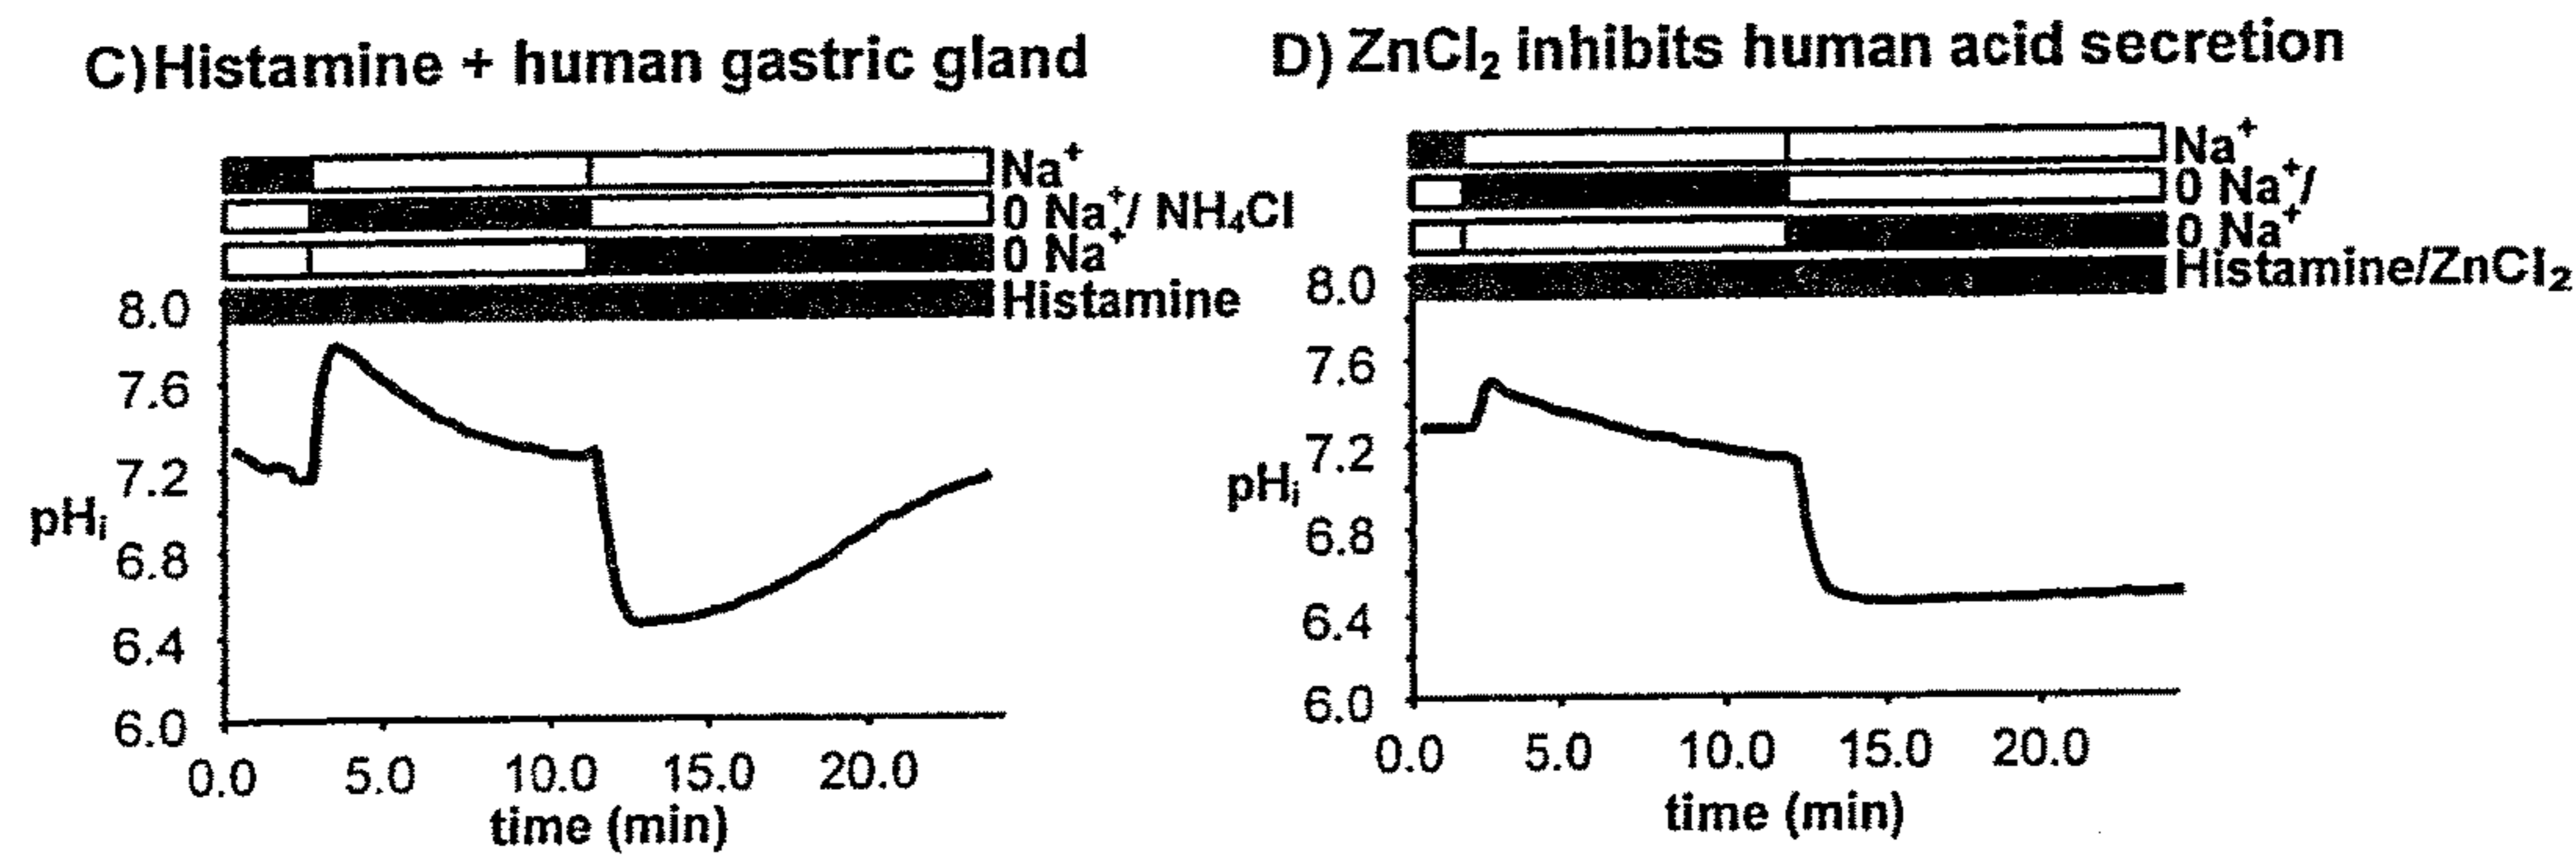 C)Histamine + human gastric gland
Na⁺
0 Na⁺/ NH₄Cl
0 Na⁺
Histamine
8.0
7.6
7.2
pHᵢ
6.8
6.4
6.0
0.0 5.0 10.0 15.0 20.0
time (min)
D) ZnCl₂ inhibits human acid secretion
Na⁺
0 Na⁺/
0 Na⁺
Histamine/ZnCl₂
8.0
7.6
7.2
pHᵢ
6.8
6.4
6.0
0.0 5.0 10.0 15.0 20.0
time (min)